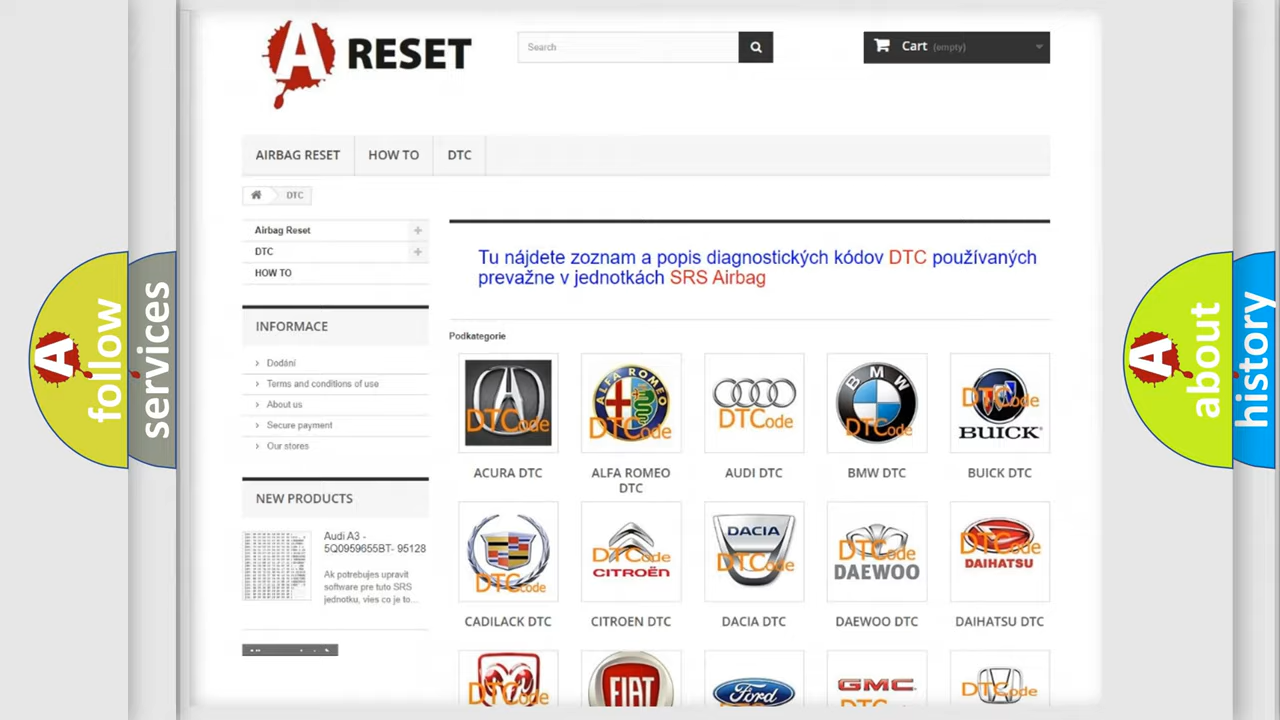 A RESET
Search
Cart (empty)
AIRBAG RESET
HOW TO
DTC
DTC
Airbag Reset
DTC
HOW TO
INFORMACE
Dodání
Terms and conditions of use
About us
Secure payment
Our stores
NEW PRODUCTS
Audi A3 -
5Q0959655BT- 95128
Ak potrebujes upravit
software pre tuto SRS
jednotku, vies co je to...
Tu nájdete zoznam a popis diagnostických kódov DTC používaných
prevažne v jednotkách SRS Airbag
Podkategorie
DTCode
ALFA ROMEO
DTCode
DTCode
BMW
DTCode
DTCode
BUICK
ACURA DTC
ALFA ROMEO
DTC
AUDI DTC
BMW DTC
BUICK DTC
DTCode
DTCode
CITROËN
DACIA
DTCode
DTCode
DAEWOO
DTCode
DAIHATSU
CADILACK DTC
CITROEN DTC
DACIA DTC
DAEWOO DTC
DAIHATSU DTC
DTCode
FIAT
Ford
GMC
DTCode
A follow
services
A about
history